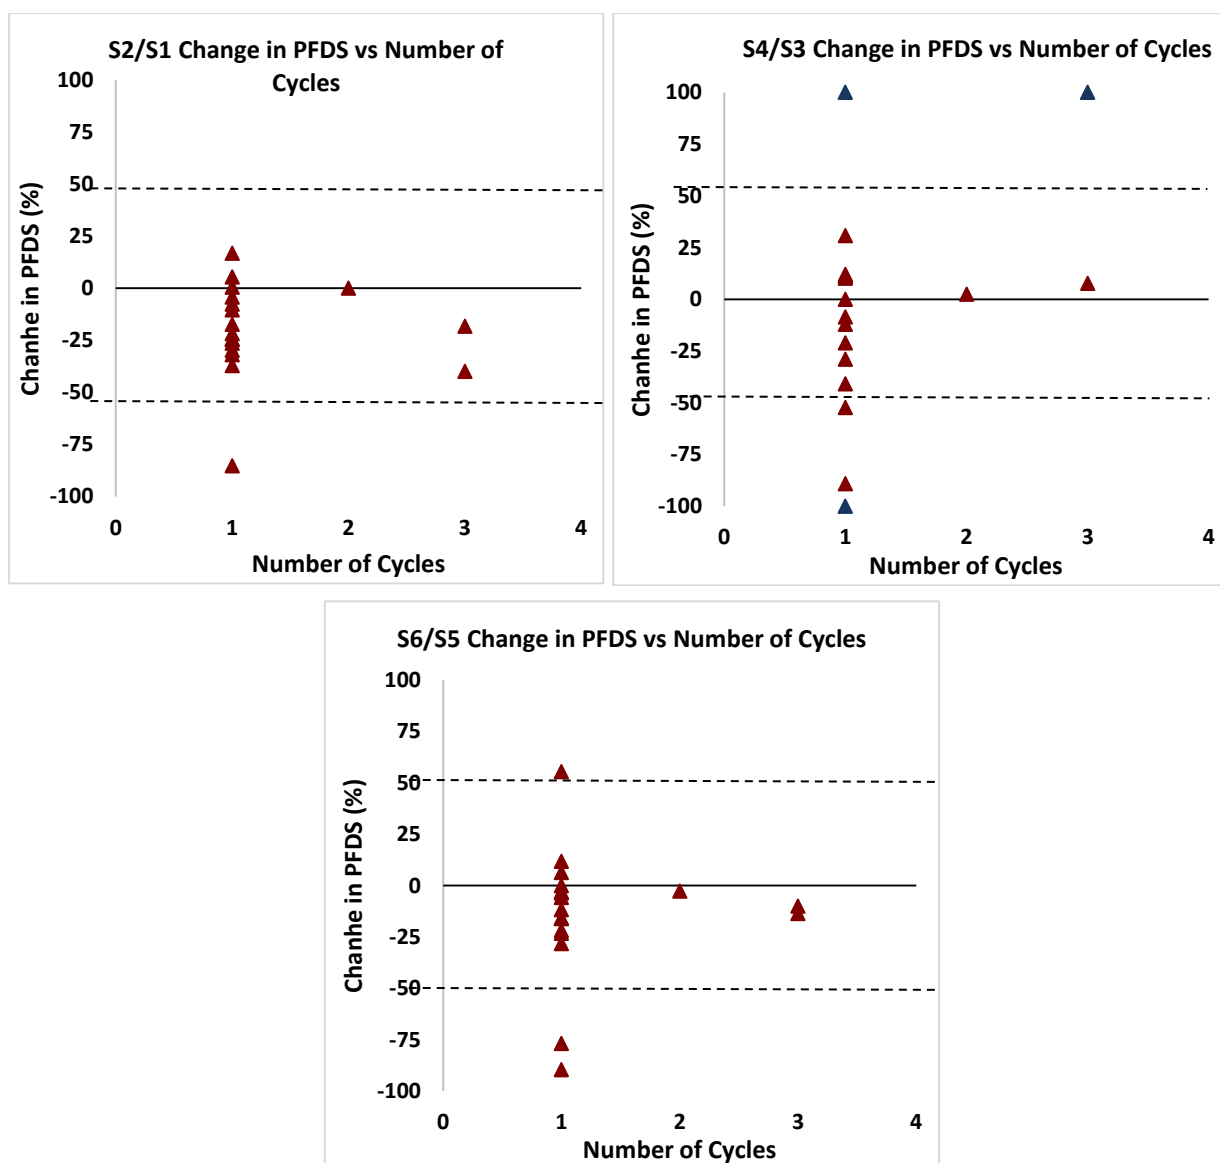 S2/S1 Change in PFDS vs Number of
Cycles
100
75
50
25
0
-25
-50
-75
-100
Chanhe in PFDS (%)
0 1 2 3 4
Number of Cycles
S4/S3 Change in PFDS vs Number of Cycles
100
75
50
25
0
-25
-50
-75
-100
Chanhe in PFDS (%)
0 1 2 3 4
Number of Cycles
S6/S5 Change in PFDS vs Number of Cycles
100
75
50
25
0
-25
-50
-75
-100
Chanhe in PFDS (%)
0 1 2 3 4
Number of Cycles